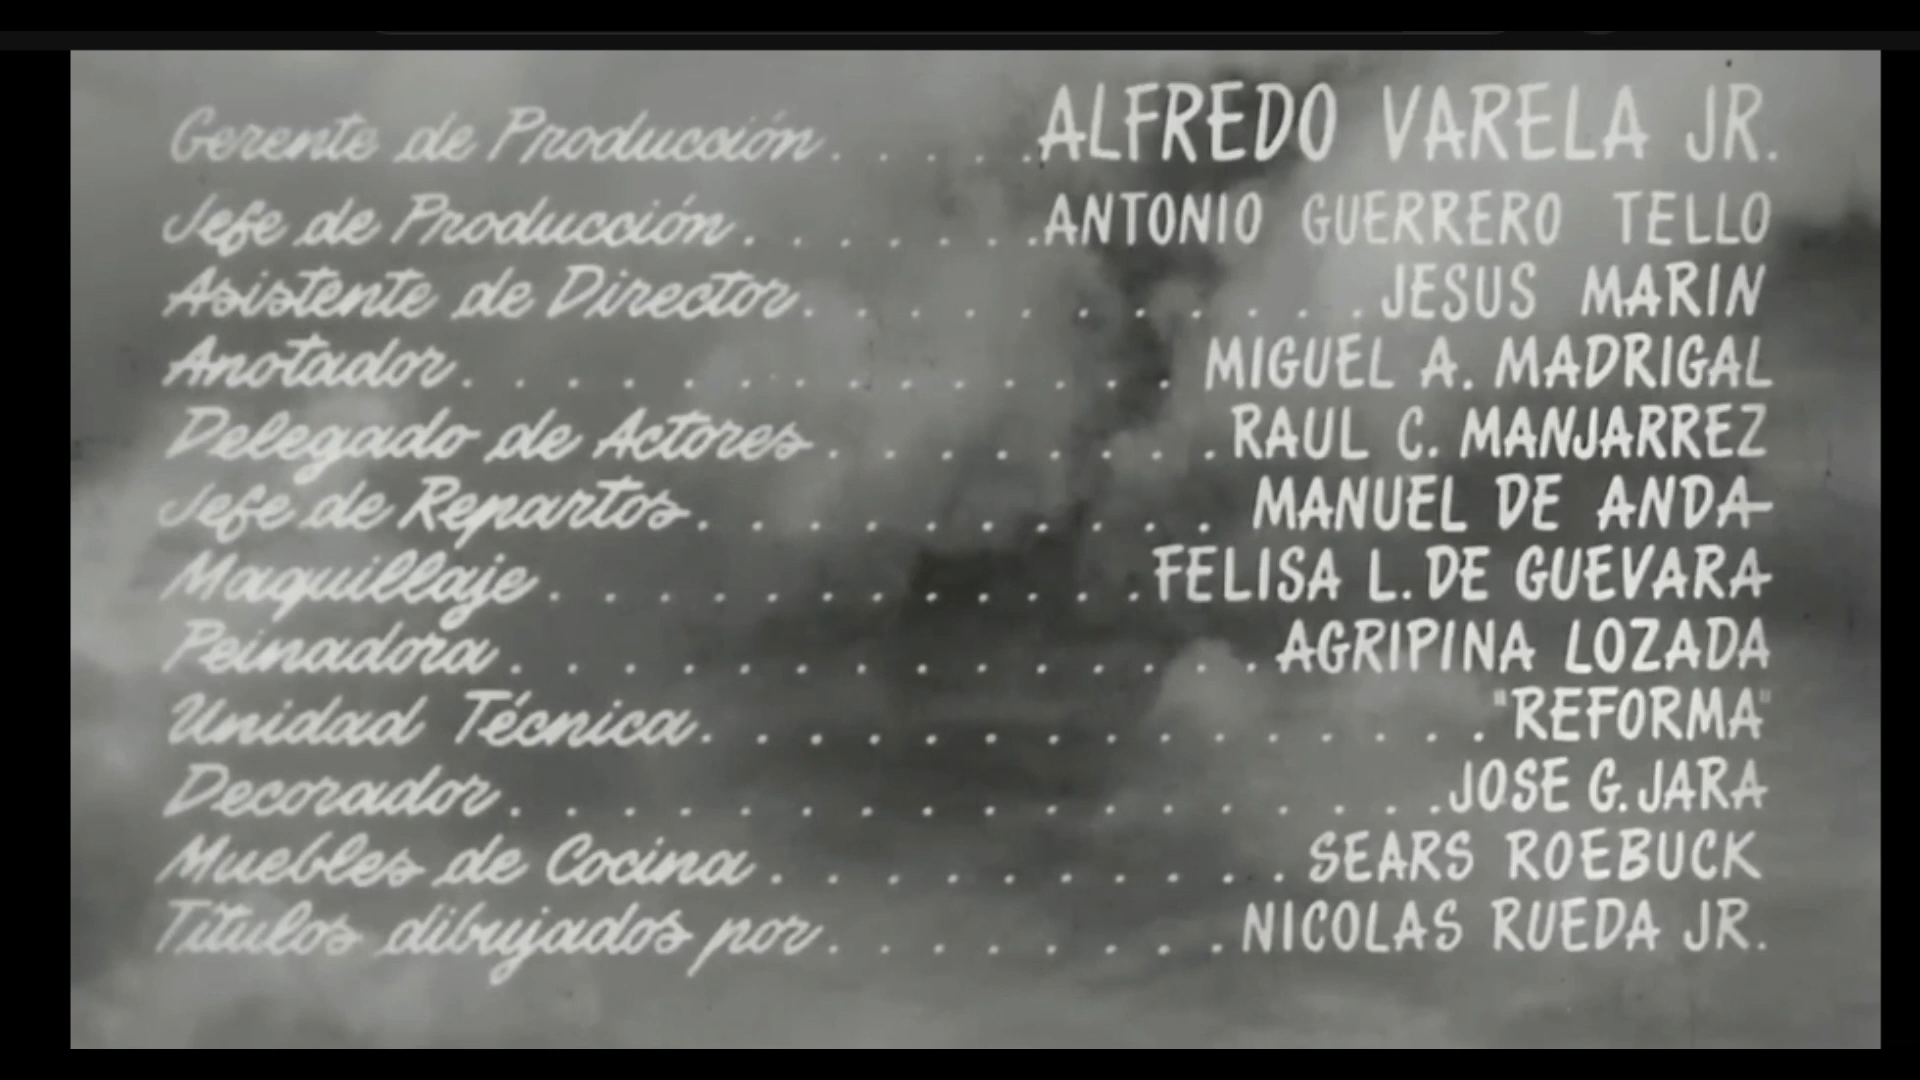 Gerente de Producción. . . . . .ALFREDO VARELA JR.
Jefe de Producción. . . . . . .ANTONIO GUERRERO TELLO
Asistente de Director. . . . . . . . . . .JESUS MARIN
Anotador. . . . . . . . . . . . . . MIGUEL A. MADRIGAL
Delegado de Actores. . . . . . . .RAUL C. MANJARREZ
Jefe de Repartos. . . . . . . . . . MANUEL DE ANDA
Maquillaje. . . . . . . . . . . .FELISA L. DE GUEVARA
Peinadora. . . . . . . . . . . . . .AGRIPINA LOZADA
Unidad Técnica. . . . . . . . . . . . . . ."REFORMA"
Decorador. . . . . . . . . . . . . . . . .JOSE G. JARA
Muebles de Cocina. . . . . . . . . .SEARS ROEBUCK
Títulos dibujados por. . . . . . . .NICOLAS RUEDA JR.